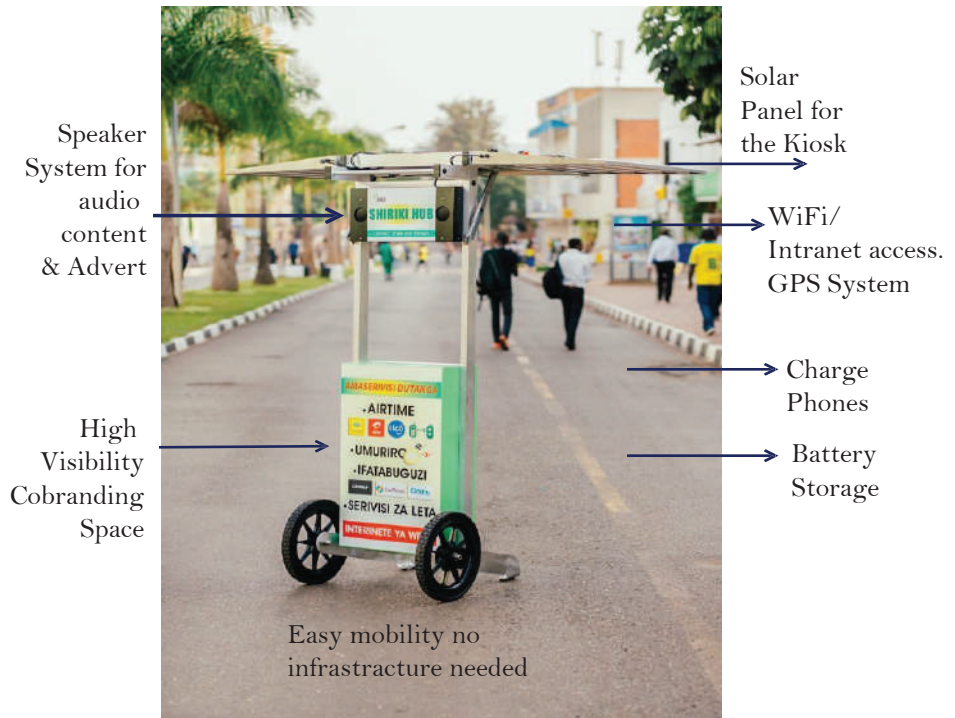 Speaker
System for
audio
content
& Advert
High
Visibility
Cobranding
Space
Solar
Panel for
the Kiosk
WiFi/
Intranet access.
GPS System
Charge
Phones
Battery
Storage
SHIRIKI HUB
AMASERIVISI DUTANGA
•AIRTIME
airtel
tigo
•UMURIRO
•IFATABUGUZI
•SERIVISI ZA LETA
INTERINETE YA
Easy mobility no
infrastracture needed